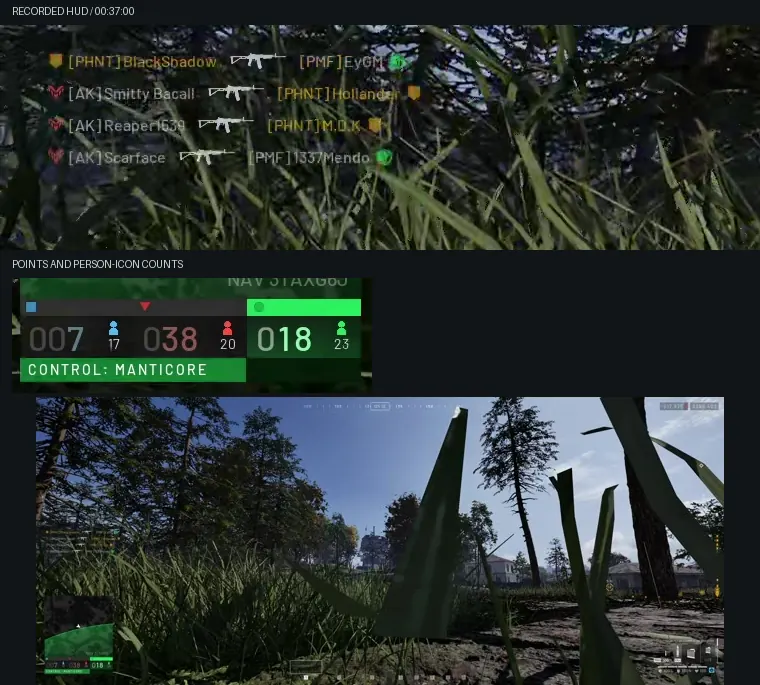 RECORDED HUD / 00:37:00
[PHNT]BlackShadow [PMF]EyGM
[AK]Smitty Bacall [PHNT]Hollander
[AK]Reaper1539 [PHNT]M.D.K
[AK]Scarface [PMF]1337Mendo
POINTS AND PERSON-ICON COUNTS
007 17 038 20 018 23
CONTROL: MANTICORE